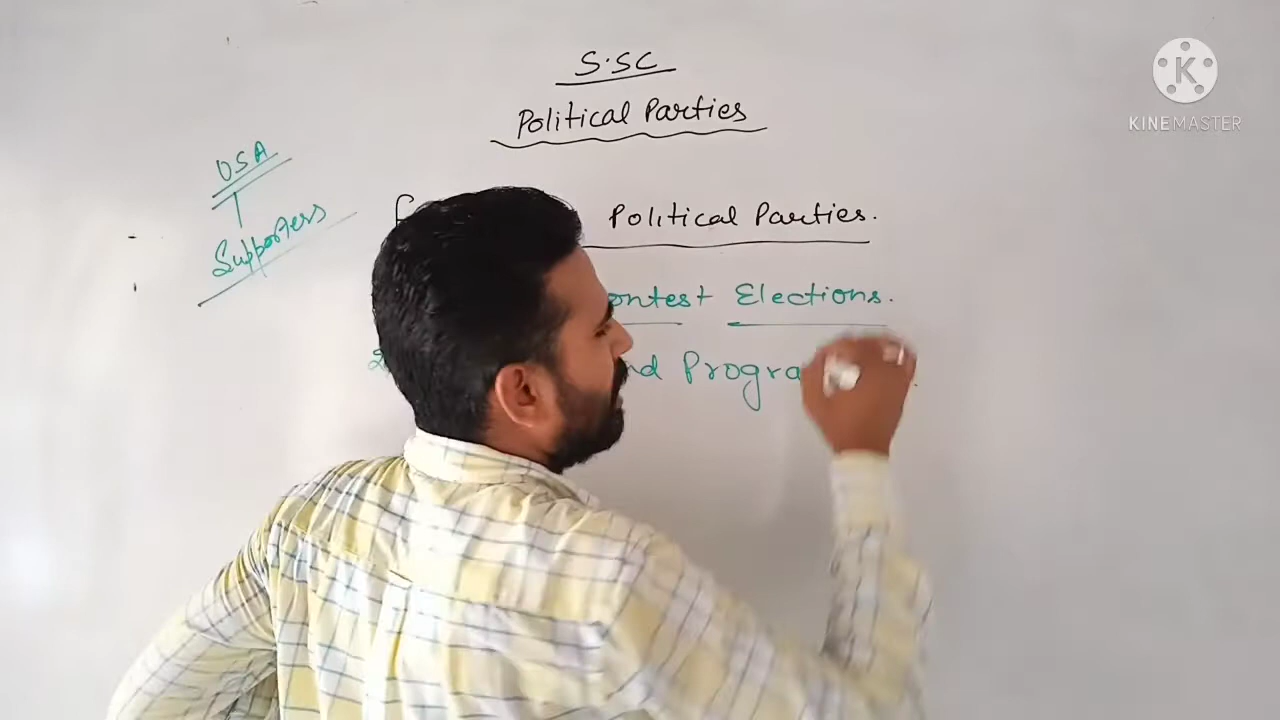 S.SC
Political Parties
USA
Supporters
Political Parties.
ontest Elections.
nd Progra
KINEMASTER